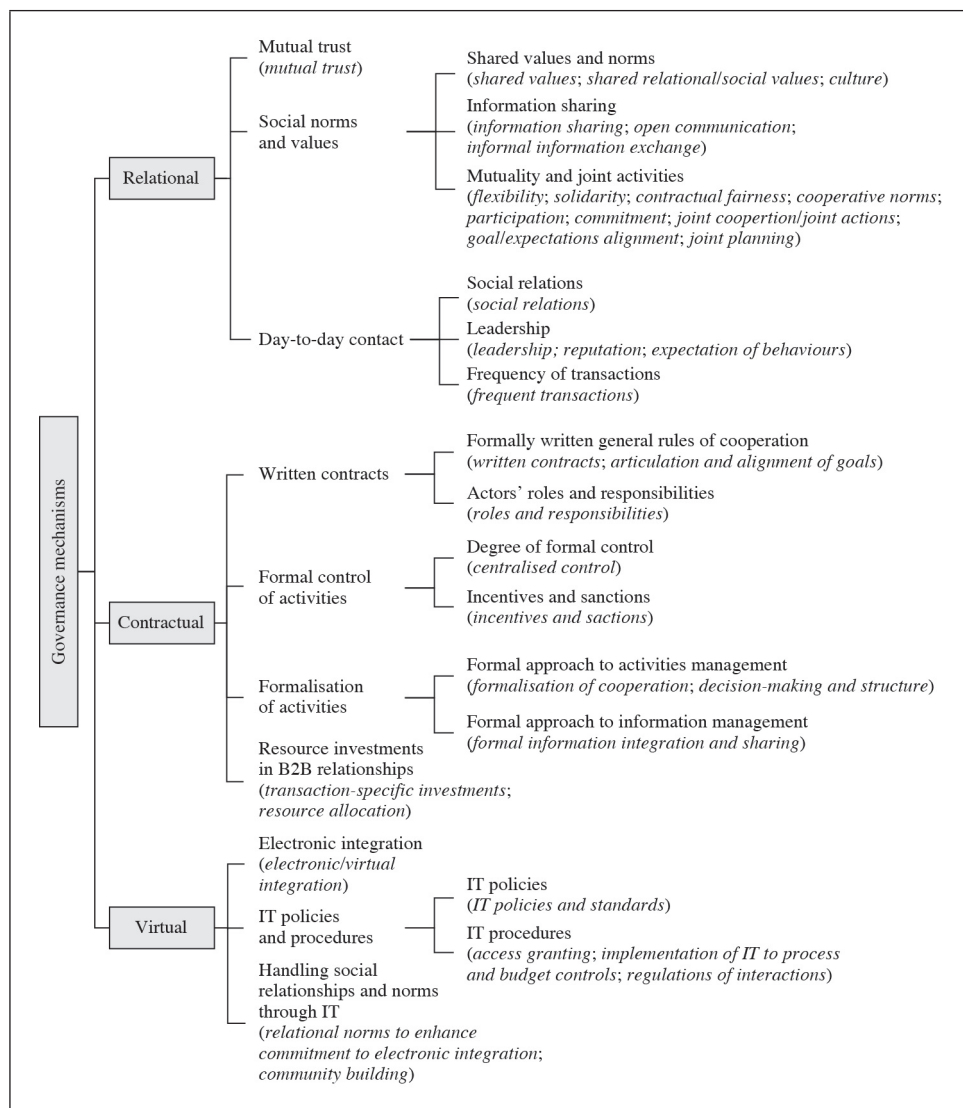 Governance mechanisms
Relational
Mutual trust
(mutual trust)
Social norms
and values
Shared values and norms
(shared values; shared relational/social values; culture)
Information sharing
(information sharing; open communication;
informal information exchange)
Mutuality and joint activities
(flexibility; solidarity; contractual fairness; cooperative norms;
participation; commitment; joint coopertion/joint actions;
goal/expectations alignment; joint planning)
Day-to-day contact
Social relations
(social relations)
Leadership
(leadership; reputation; expectation of behaviours)
Frequency of transactions
(frequent transactions)
Contractual
Written contracts
Formally written general rules of cooperation
(written contracts; articulation and alignment of goals)
Actors’ roles and responsibilities
(roles and responsibilities)
Formal control
of activities
Degree of formal control
(centralised control)
Incentives and sanctions
(incentives and sactions)
Formalisation
of activities
Formal approach to activities management
(formalisation of cooperation; decision-making and structure)
Formal approach to information management
(formal information integration and sharing)
Resource investments
in B2B relationships
(transaction-specific investments;
resource allocation)
Virtual
Electronic integration
(electronic/virtual
integration)
IT policies
and procedures
IT policies
(IT policies and standards)
IT procedures
(access granting; implementation of IT to process
and budget controls; regulations of interactions)
Handling social
relationships and norms
through IT
(relational norms to enhance
commitment to electronic integration;
community building)